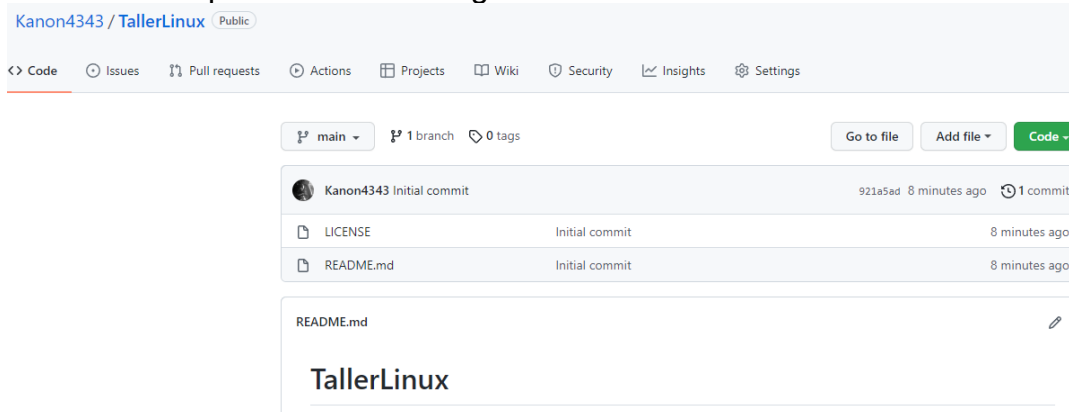 Kanon4343 / TallerLinux Public
<> Code Issues Pull requests Actions Projects Wiki Security Insights Settings
main 1 branch 0 tags Go to file Add file Code
Kanon4343 Initial commit 921a5ad 8 minutes ago 1 commit
LICENSE Initial commit 8 minutes ago
README.md Initial commit 8 minutes ago
README.md
TallerLinux